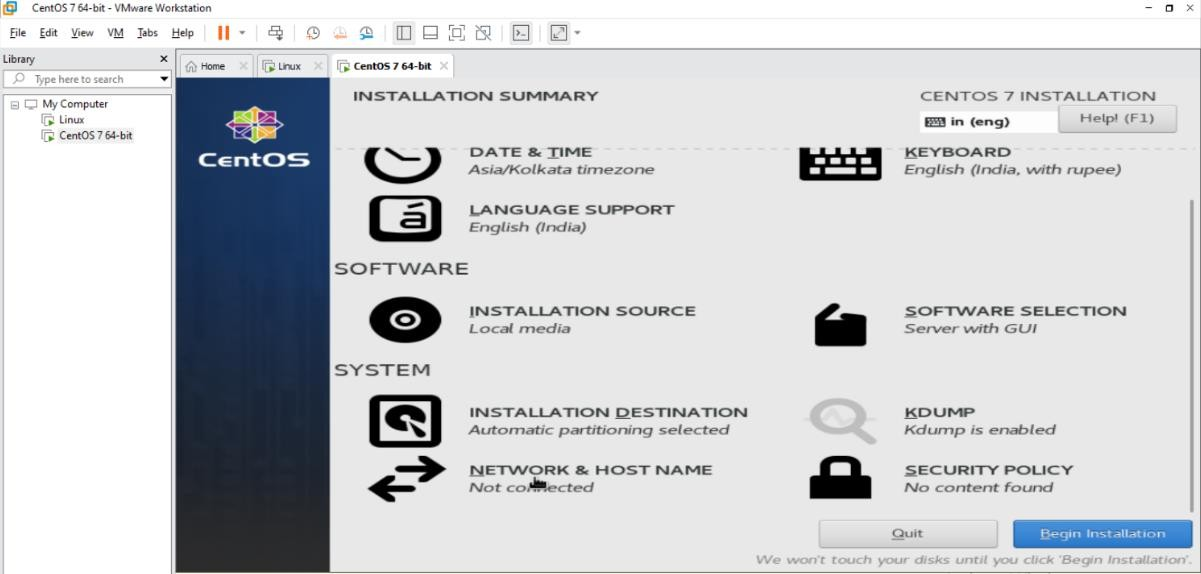 CentOS 7 64-bit - VMware Workstation
File Edit View VM Tabs Help
Library
Type here to search
My Computer
Linux
CentOS 7 64-bit
Home
Linux
CentOS 7 64-bit
CentOS
INSTALLATION SUMMARY
CENTOS 7 INSTALLATION
in (eng)
Help! (F1)
DATE & TIME
Asia/Kolkata timezone
KEYBOARD
English (India, with rupee)
LANGUAGE SUPPORT
English (India)
SOFTWARE
INSTALLATION SOURCE
Local media
SOFTWARE SELECTION
Server with GUI
SYSTEM
INSTALLATION DESTINATION
Automatic partitioning selected
KDUMP
Kdump is enabled
NETWORK & HOST NAME
Not connected
SECURITY POLICY
No content found
Quit
Begin Installation
We won't touch your disks until you click 'Begin Installation'.